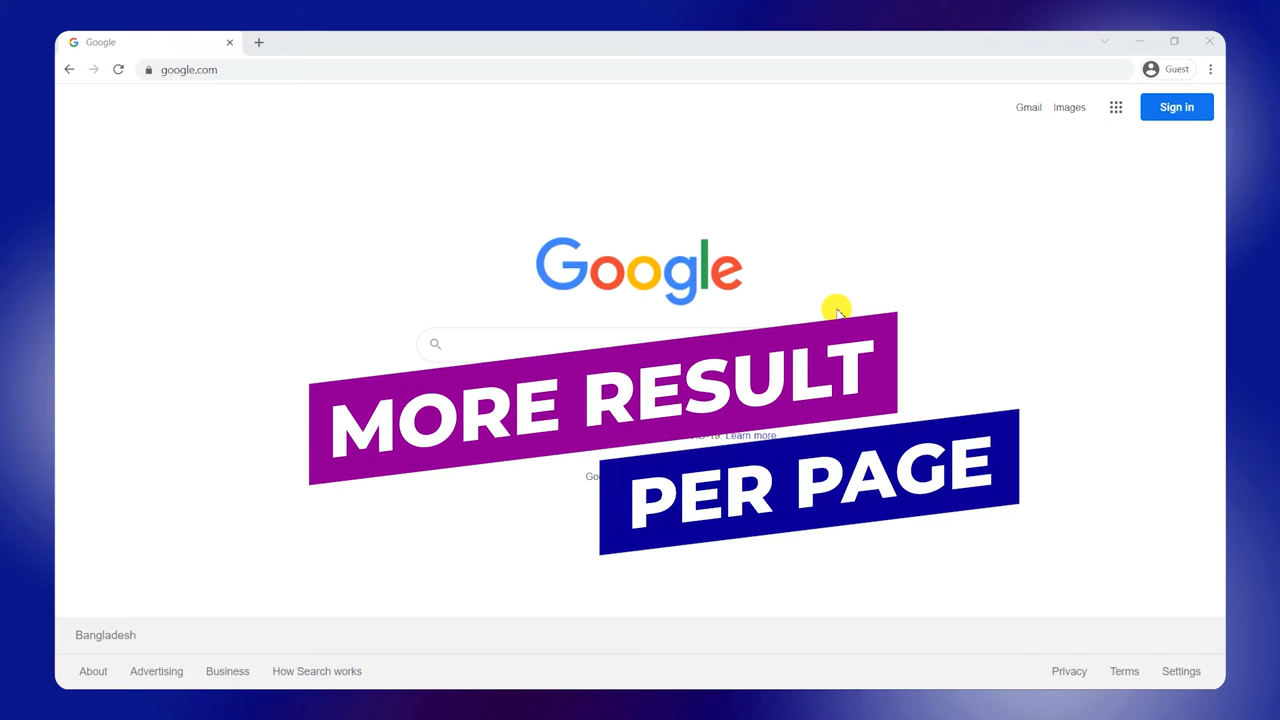 Google
google.com
Guest
Gmail Images Sign in
Google
MORE RESULT
Learn more
PER PAGE
Bangladesh
About Advertising Business How Search works Privacy Terms Settings